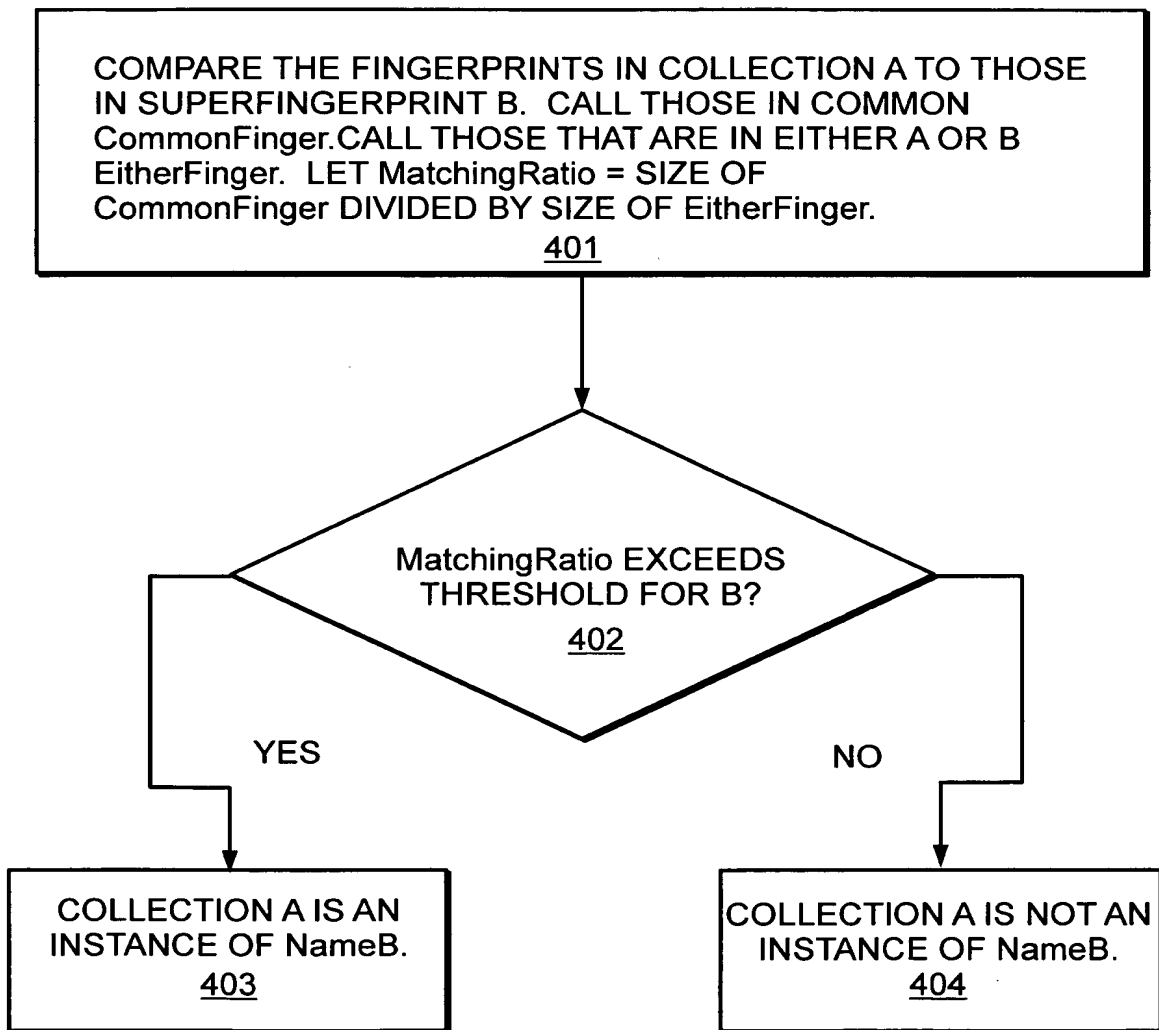 COMPARE THE FINGERPRINTS IN COLLECTION A TO THOSE
IN SUPERFINGERPRINT B. CALL THOSE IN COMMON
CommonFinger.CALL THOSE THAT ARE IN EITHER A OR B
EitherFinger. LET MatchingRatio = SIZE OF
CommonFinger DIVIDED BY SIZE OF EitherFinger.
401
MatchingRatio EXCEEDS
THRESHOLD FOR B?
402
YES
NO
COLLECTION A IS AN
INSTANCE OF NameB.
403
COLLECTION A IS NOT AN
INSTANCE OF NameB.
404